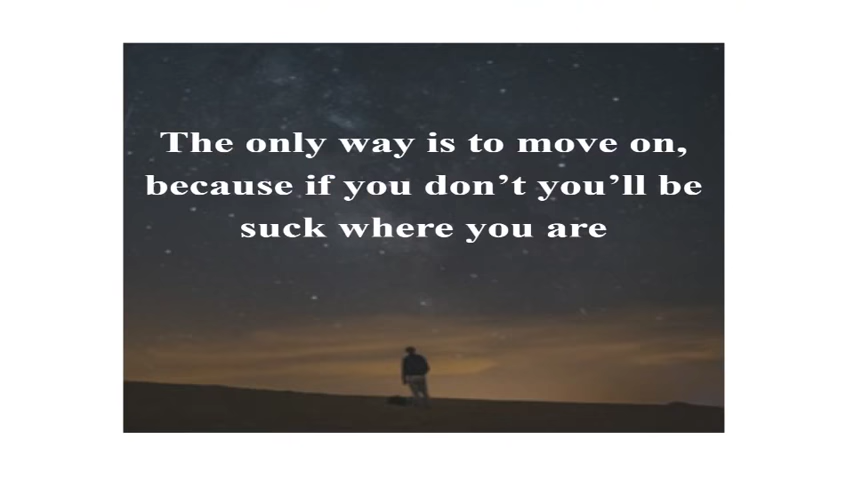 The only way is to move on,
because if you don’t you’ll be
suck where you are